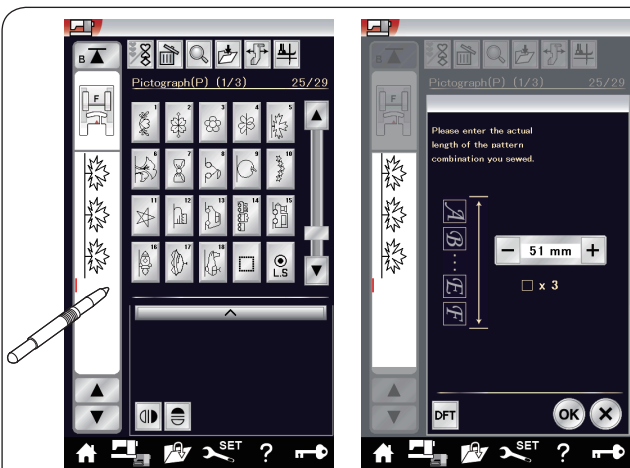 B
Pictograph(P) (1/3) 25/29
F
1 2 3 4 5
6 7 8 9 10
11 12 13 14 15
16 17 18 L.S
SET
?
B
Pictograph(P) (1/3) 25/29
F
Please enter the actual
length of the pattern
combination you sewed.
A
B
E
F
− 51 mm +
x 3
DFT OK X
SET
?